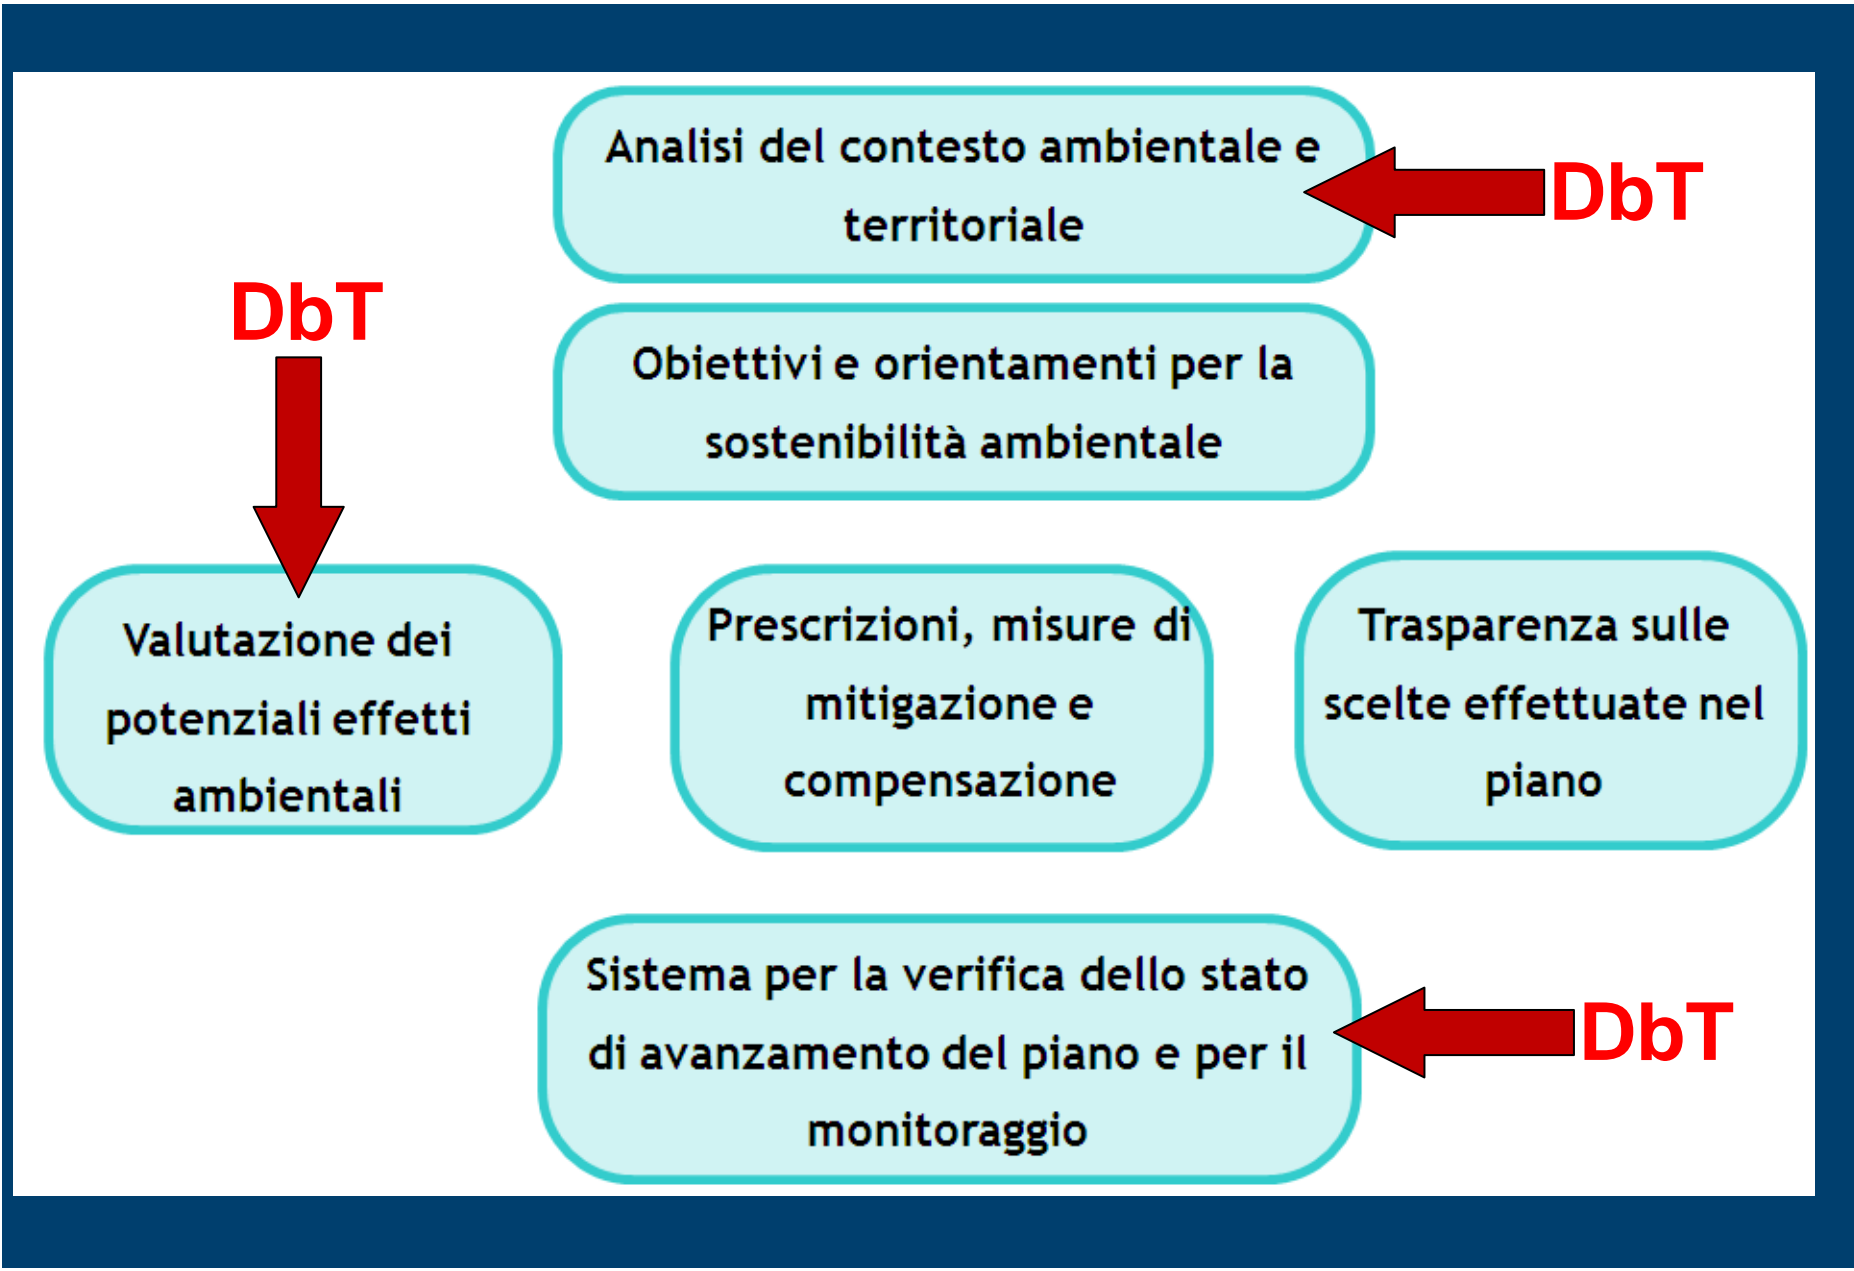 Analisi del contesto ambientale e
territoriale
DbT
DbT
Obiettivi e orientamenti per la
sostenibilità ambientale
Valutazione dei
potenziali effetti
ambientali
Prescrizioni, misure di
mitigazione e
compensazione
Trasparenza sulle
scelte effettuate nel
piano
Sistema per la verifica dello stato
di avanzamento del piano e per il
monitoraggio
DbT